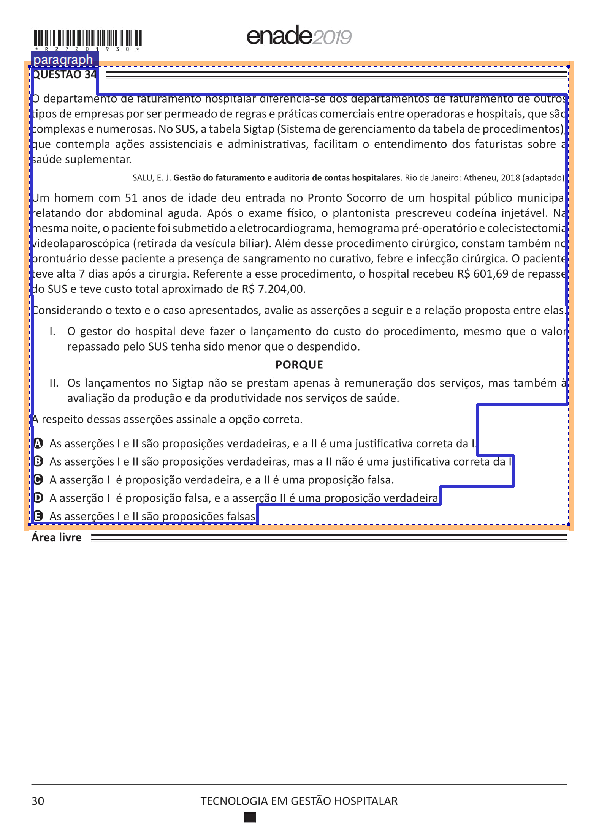 *R27201930*
enade2019
paragraph
QUESTÃO 34
O departamento de faturamento hospitalar diferencia-se dos departamentos de faturamento de outros
tipos de empresas por ser permeado de regras e práticas comerciais entre operadoras e hospitais, que são
complexas e numerosas. No SUS, a tabela Sigtap (Sistema de gerenciamento da tabela de procedimentos),
que contempla ações assistenciais e administrativas, facilitam o entendimento dos faturistas sobre a
saúde suplementar.
SALU, E. J. Gestão do faturamento e auditoria de contas hospitalares. Rio de Janeiro: Atheneu, 2018 (adaptado).
Um homem com 51 anos de idade deu entrada no Pronto Socorro de um hospital público municipal
relatando dor abdominal aguda. Após o exame físico, o plantonista prescreveu codeína injetável. Na
mesma noite, o paciente foi submetido a eletrocardiograma, hemograma pré-operatório e colecistectomia
videolaparoscópica (retirada da vesícula biliar). Além desse procedimento cirúrgico, constam também no
prontuário desse paciente a presença de sangramento no curativo, febre e infecção cirúrgica. O paciente
teve alta 7 dias após a cirurgia. Referente a esse procedimento, o hospital recebeu R$ 601,69 de repasse
do SUS e teve custo total aproximado de R$ 7.204,00.
Considerando o texto e o caso apresentados, avalie as asserções a seguir e a relação proposta entre elas.
I. O gestor do hospital deve fazer o lançamento do custo do procedimento, mesmo que o valor
repassado pelo SUS tenha sido menor que o despendido.
PORQUE
II. Os lançamentos no Sigtap não se prestam apenas à remuneração dos serviços, mas também à
avaliação da produção e da produtividade nos serviços de saúde.
A respeito dessas asserções assinale a opção correta.
A As asserções I e II são proposições verdadeiras, e a II é uma justificativa correta da I.
B As asserções I e II são proposições verdadeiras, mas a II não é uma justificativa correta da I.
C A asserção I é proposição verdadeira, e a II é uma proposição falsa.
D A asserção I é proposição falsa, e a asserção II é uma proposição verdadeira.
E As asserções I e II são proposições falsas.
Área livre
30
TECNOLOGIA EM GESTÃO HOSPITALAR